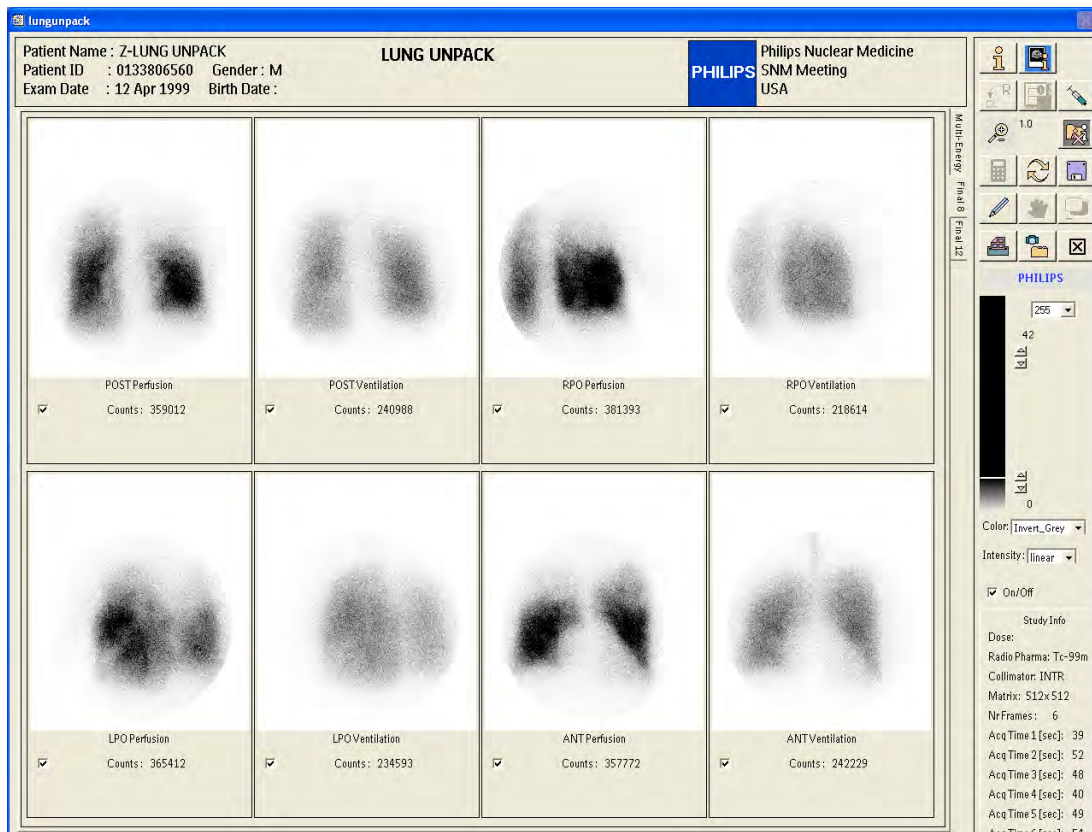 lungunpack
Patient Name : Z-LUNG UNPACK
Patient ID : 0133806560 Gender : M
Exam Date : 12 Apr 1999 Birth Date :
LUNG UNPACK
PHILIPS
Philips Nuclear Medicine
SNM Meeting
USA
POST Perfusion
Counts : 359012
POST Ventilation
Counts : 240988
RPO Perfusion
Counts : 381393
RPO Ventilation
Counts : 218614
LPO Perfusion
Counts : 365412
LPO Ventilation
Counts : 234593
ANT Perfusion
Counts : 357772
ANT Ventilation
Counts : 242229
Multi-Energy
Final 8
Final 12
R
1.0
PHILIPS
255
42
0
Color: Invert_Grey
Intensity: linear
On/Off
Study Info
Dose:
Radio Pharma: Tc-99m
Collimator: INTR
Matrix: 512x512
Nr Frames : 6
Acq Time 1 [sec]: 39
Acq Time 2 [sec]: 52
Acq Time 3 [sec]: 48
Acq Time 4 [sec]: 40
Acq Time 5 [sec]: 49